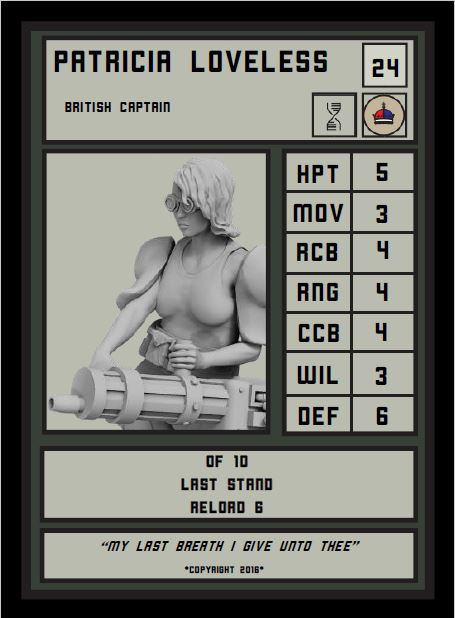 PATRICIA LOVELESS
24
BRITISH CAPTAIN
HPT 5
MOV 3
RCB 4
RNG 4
CCB 4
WIL 3
DEF 6
OF 10
LAST STAND
RELOAD 6
"MY LAST BREATH I GIVE UNTO THEE"
*COPYRIGHT 2016*